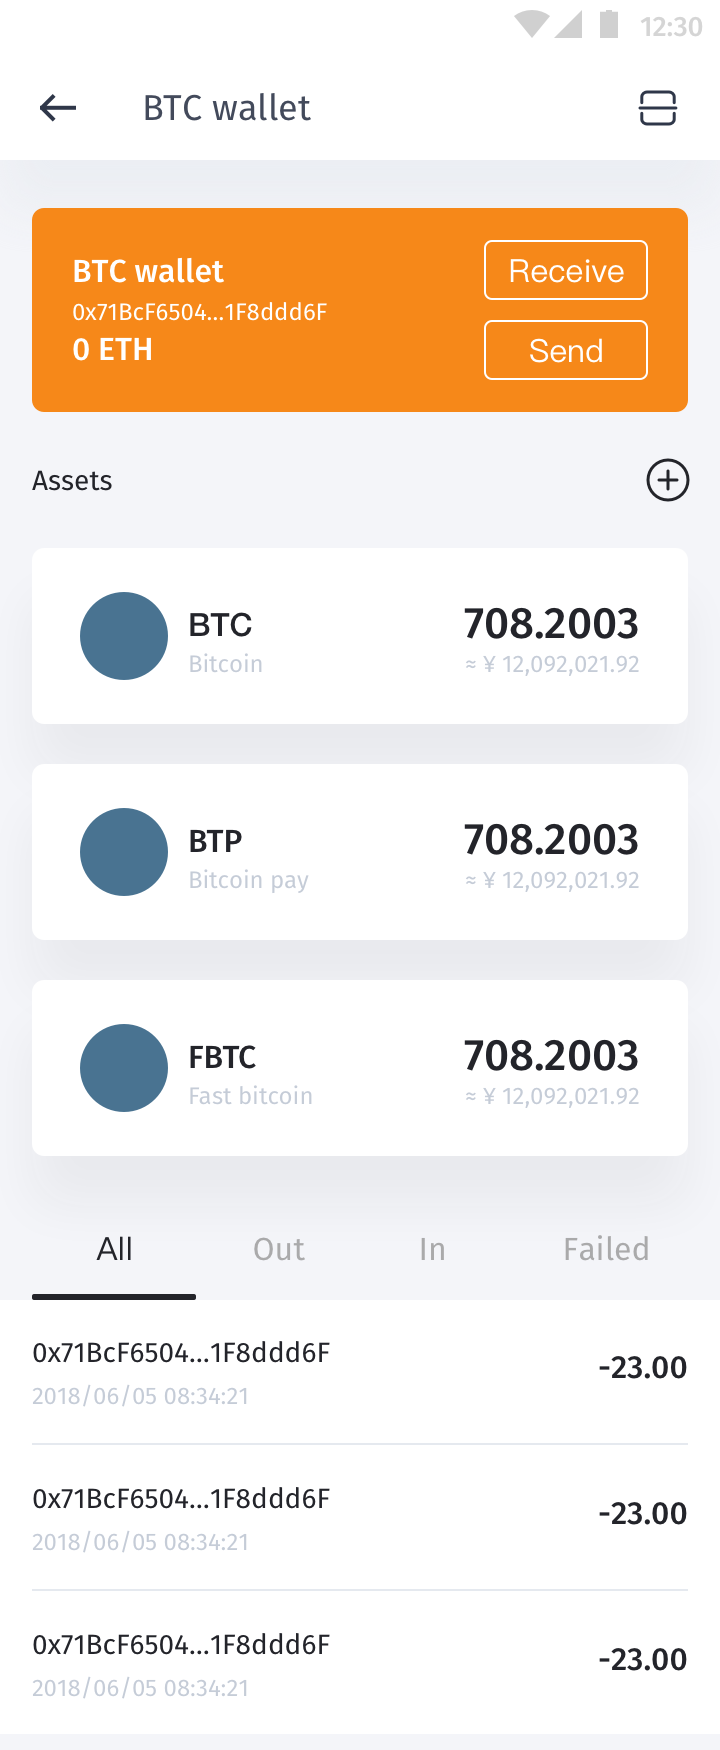 12:30
BTC wallet
BTC wallet
0x71BcF6504...1F8ddd6F
0 ETH
Receive
Send
Assets
BTC
Bitcoin
708.2003
≈ ¥ 12,092,021.92
BTP
Bitcoin pay
708.2003
≈ ¥ 12,092,021.92
FBTC
Fast bitcoin
708.2003
≈ ¥ 12,092,021.92
All Out In Failed
0x71BcF6504...1F8ddd6F
2018/06/05 08:34:21
-23.00
0x71BcF6504...1F8ddd6F
2018/06/05 08:34:21
-23.00
0x71BcF6504...1F8ddd6F
2018/06/05 08:34:21
-23.00